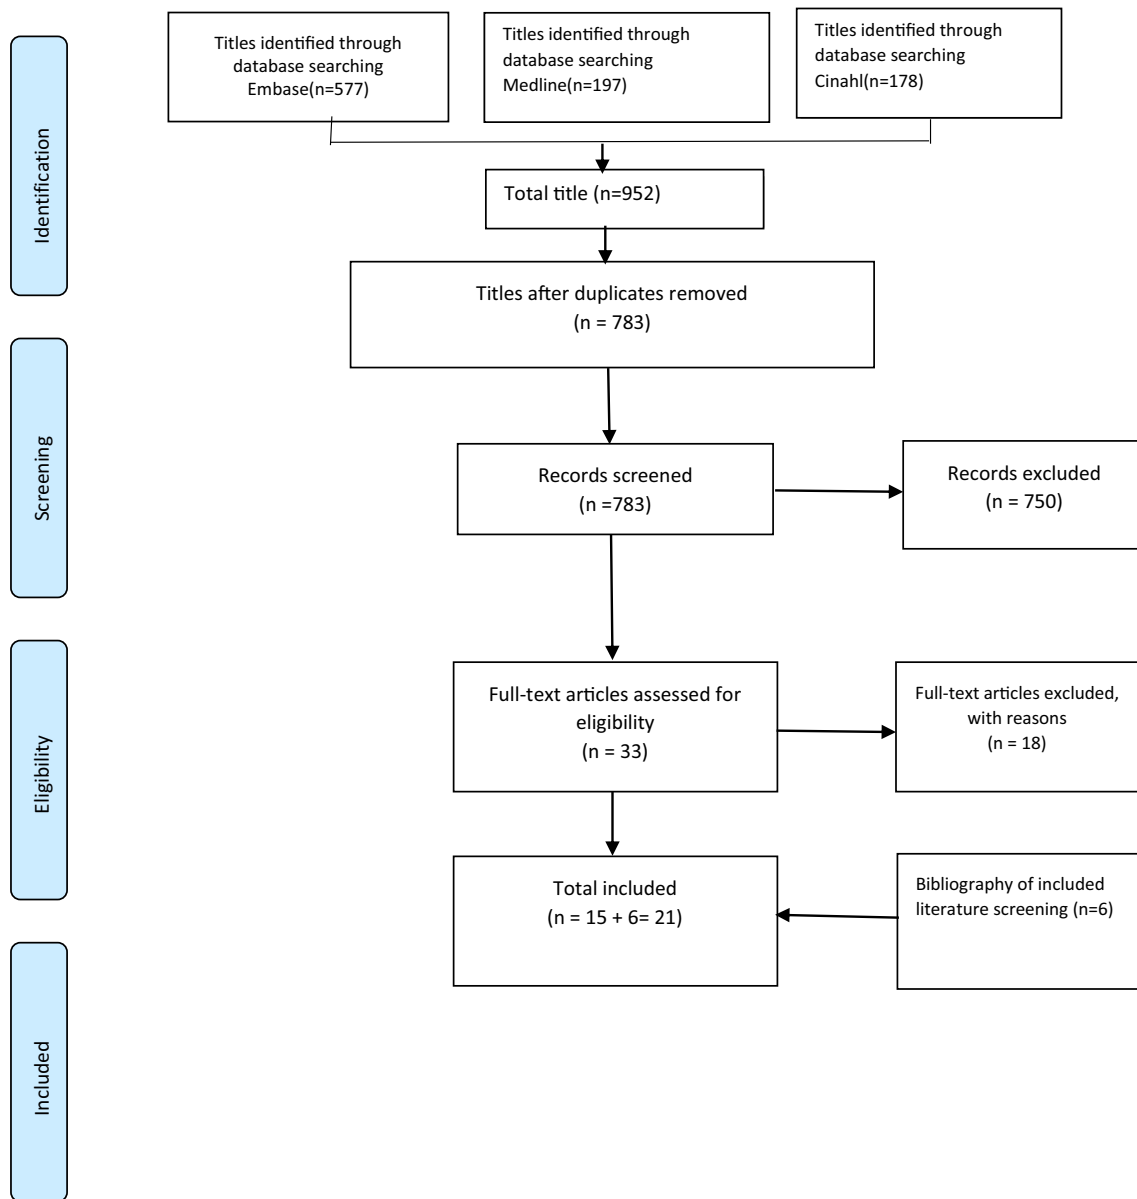 Titles identified through
database searching
Embase(n=577)
Titles identified through
database searching
Medline(n=197)
Titles identified through
database searching
Cinahl(n=178)
Identification
Total title (n=952)
Titles after duplicates removed
(n = 783)
Screening
Records screened
(n =783)
Records excluded
(n = 750)
Eligibility
Full-text articles assessed for
eligibility
(n = 33)
Full-text articles excluded,
with reasons
(n = 18)
Total included
(n = 15 + 6= 21)
Bibliography of included
literature screening (n=6)
Included